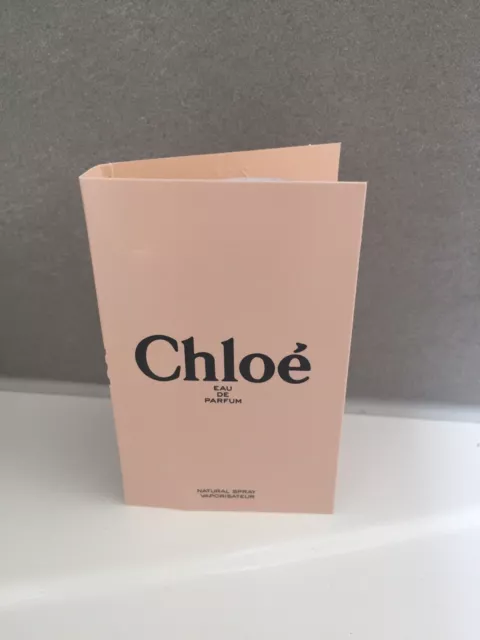 Chloé
EAU
DE
PARFUM
NATURAL SPRAY
VAPORISATEUR